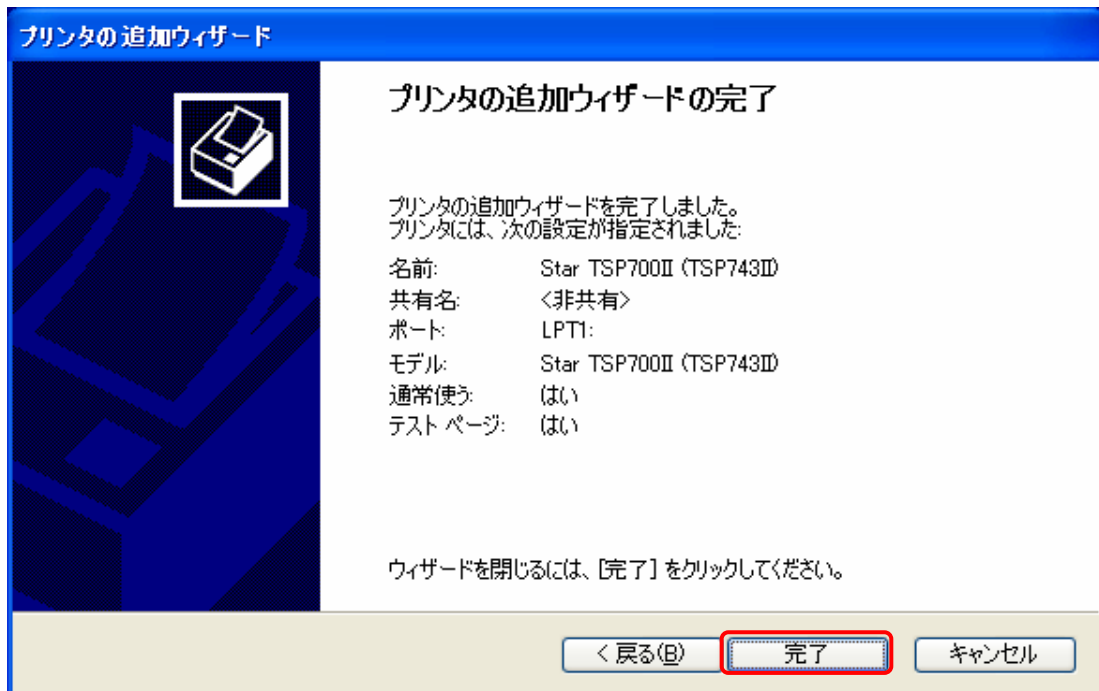 プリンタの追加ウィザード
プリンタの追加ウィザードの完了
プリンタの追加ウィザードを完了しました。
プリンタには、次の設定が指定されました:
名前: Star TSP700Ⅱ (TSP743Ⅱ)
共有名: <非共有>
ポート: LPT1:
モデル: Star TSP700Ⅱ (TSP743Ⅱ)
通常使う: はい
テスト ページ: はい
ウィザードを閉じるには、[完了] をクリックしてください。
< 戻る(B) 完了 キャンセル